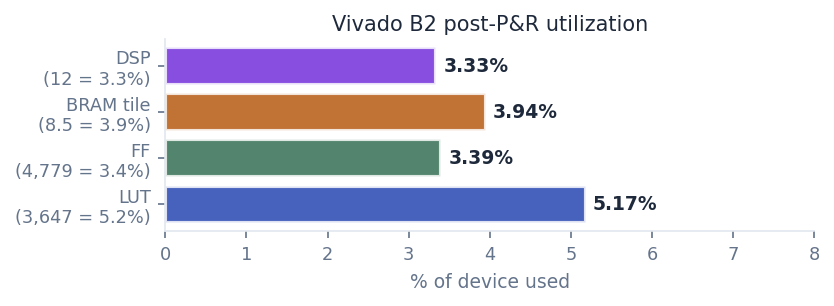 Vivado B2 post-P&R utilization
DSP
(12 = 3.3%)
3.33%
BRAM tile
(8.5 = 3.9%)
3.94%
FF
(4,779 = 3.4%)
3.39%
LUT
(3,647 = 5.2%)
5.17%
0 1 2 3 4 5 6 7 8
% of device used